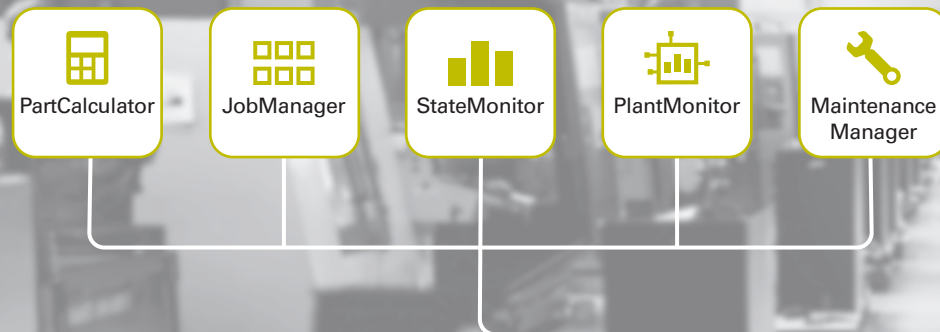 PartCalculator
JobManager
StateMonitor
PlantMonitor
Maintenance
Manager